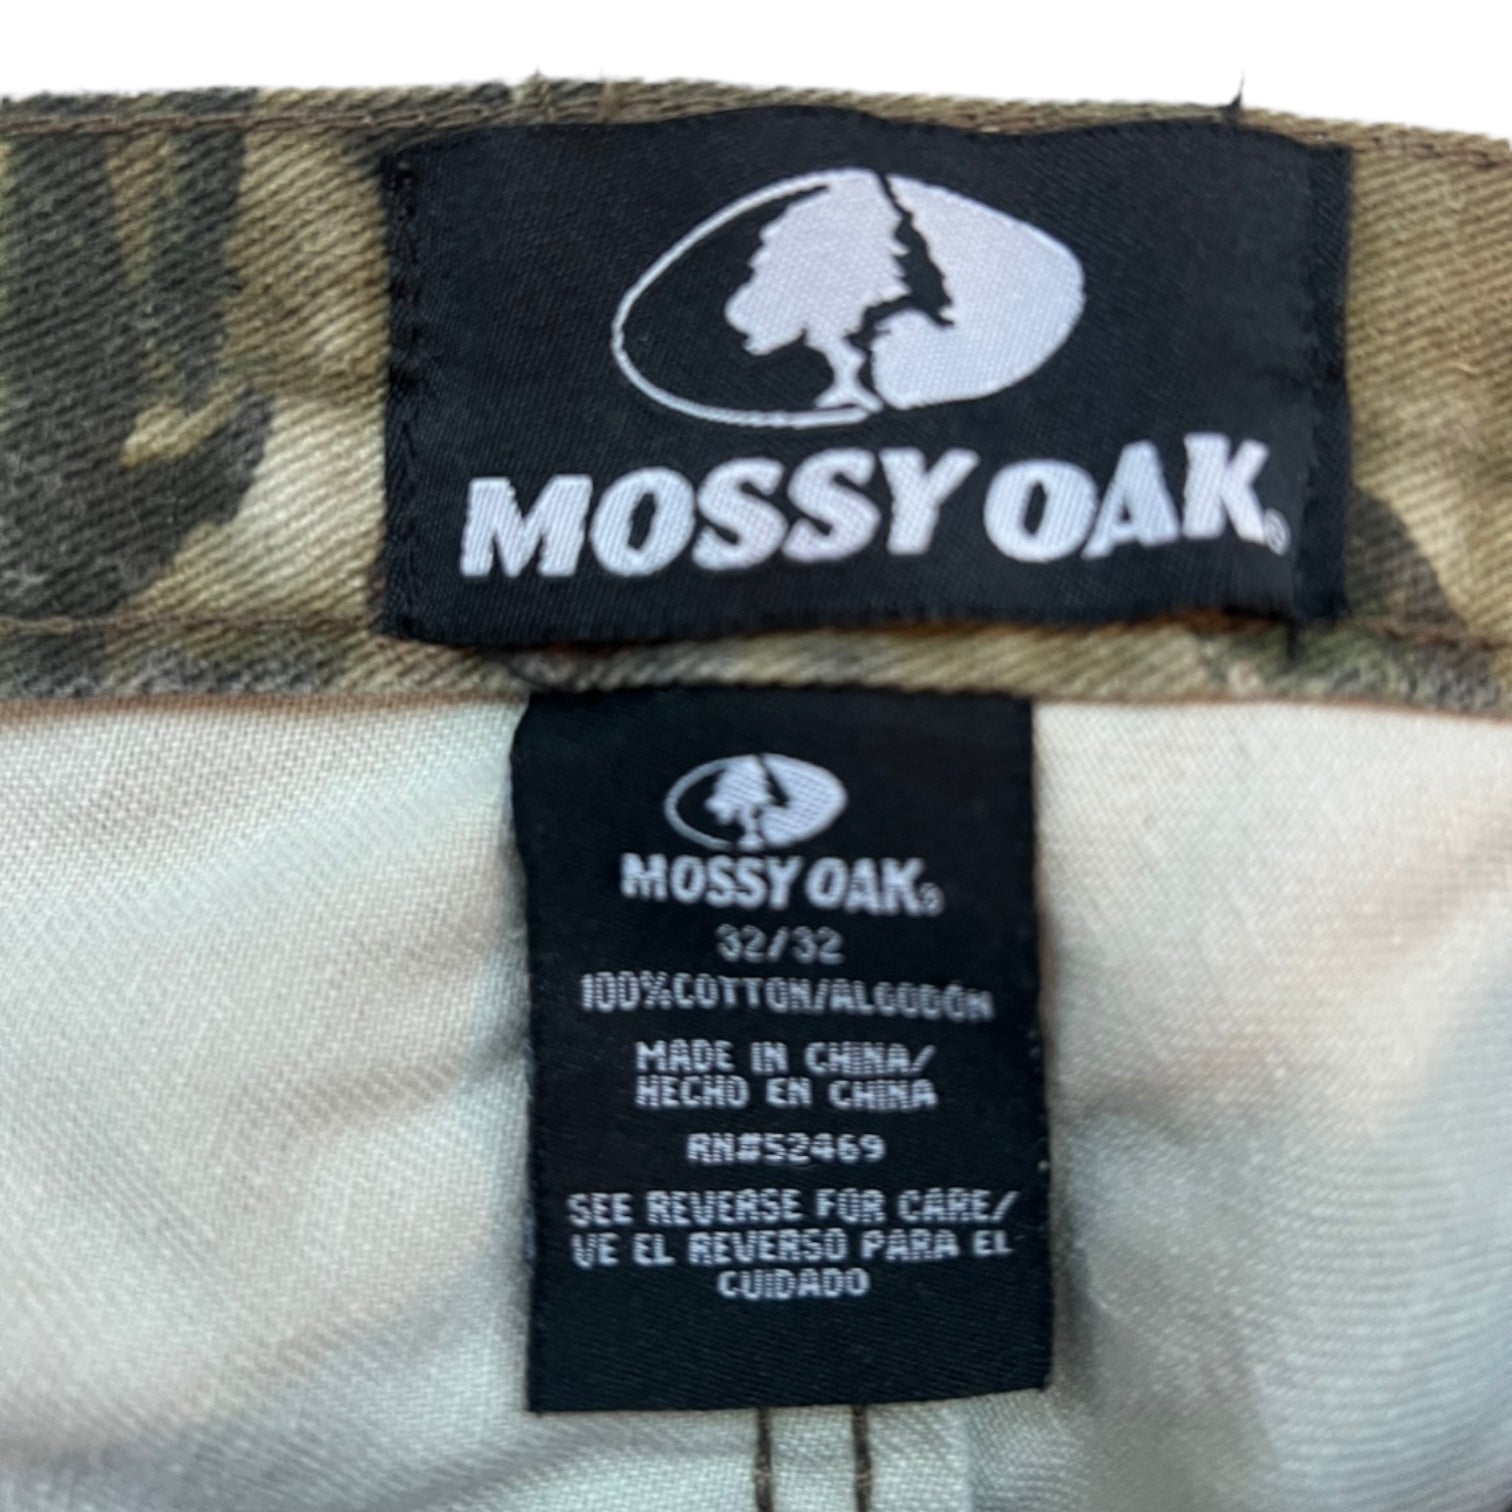 MOSSY OAK®
MOSSY OAK®
32/32
100%COTTON/ALGODÓN
MADE IN CHINA/
HECHO EN CHINA
RN#52469
SEE REVERSE FOR CARE/
VE EL REVERSO PARA EL
CUIDADO